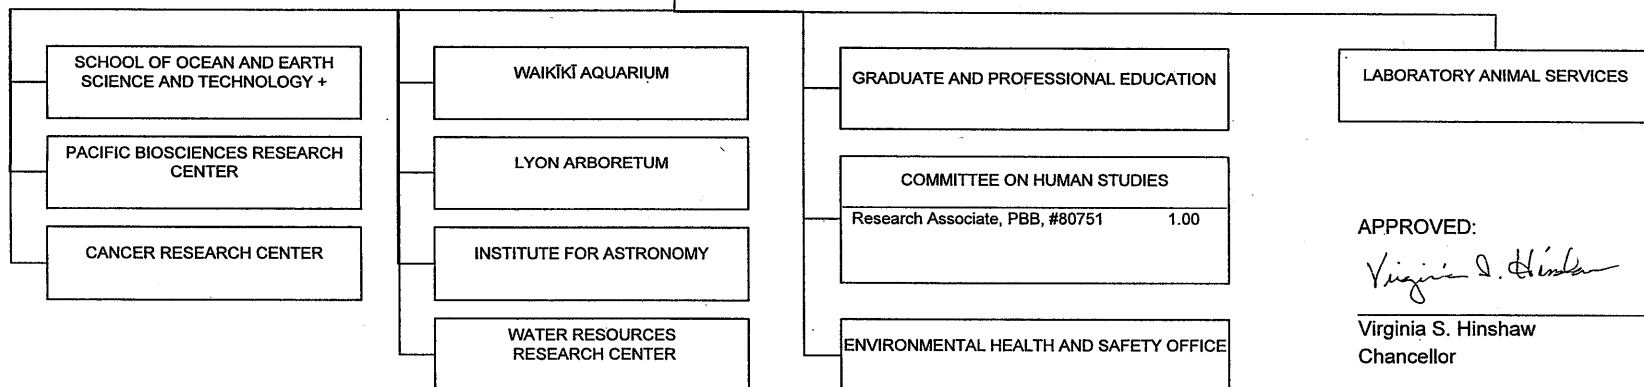 SCHOOL OF OCEAN AND EARTH
SCIENCE AND TECHNOLOGY +
PACIFIC BIOSCIENCES RESEARCH
CENTER
CANCER RESEARCH CENTER
WAIKĪKĪ AQUARIUM
LYON ARBORETUM
INSTITUTE FOR ASTRONOMY
WATER RESOURCES
RESEARCH CENTER
GRADUATE AND PROFESSIONAL EDUCATION
COMMITTEE ON HUMAN STUDIES
Research Associate, PBB, #80751 1.00
ENVIRONMENTAL HEALTH AND SAFETY OFFICE
LABORATORY ANIMAL SERVICES
APPROVED:
Virginia S. Hinshaw
Virginia S. Hinshaw
Chancellor